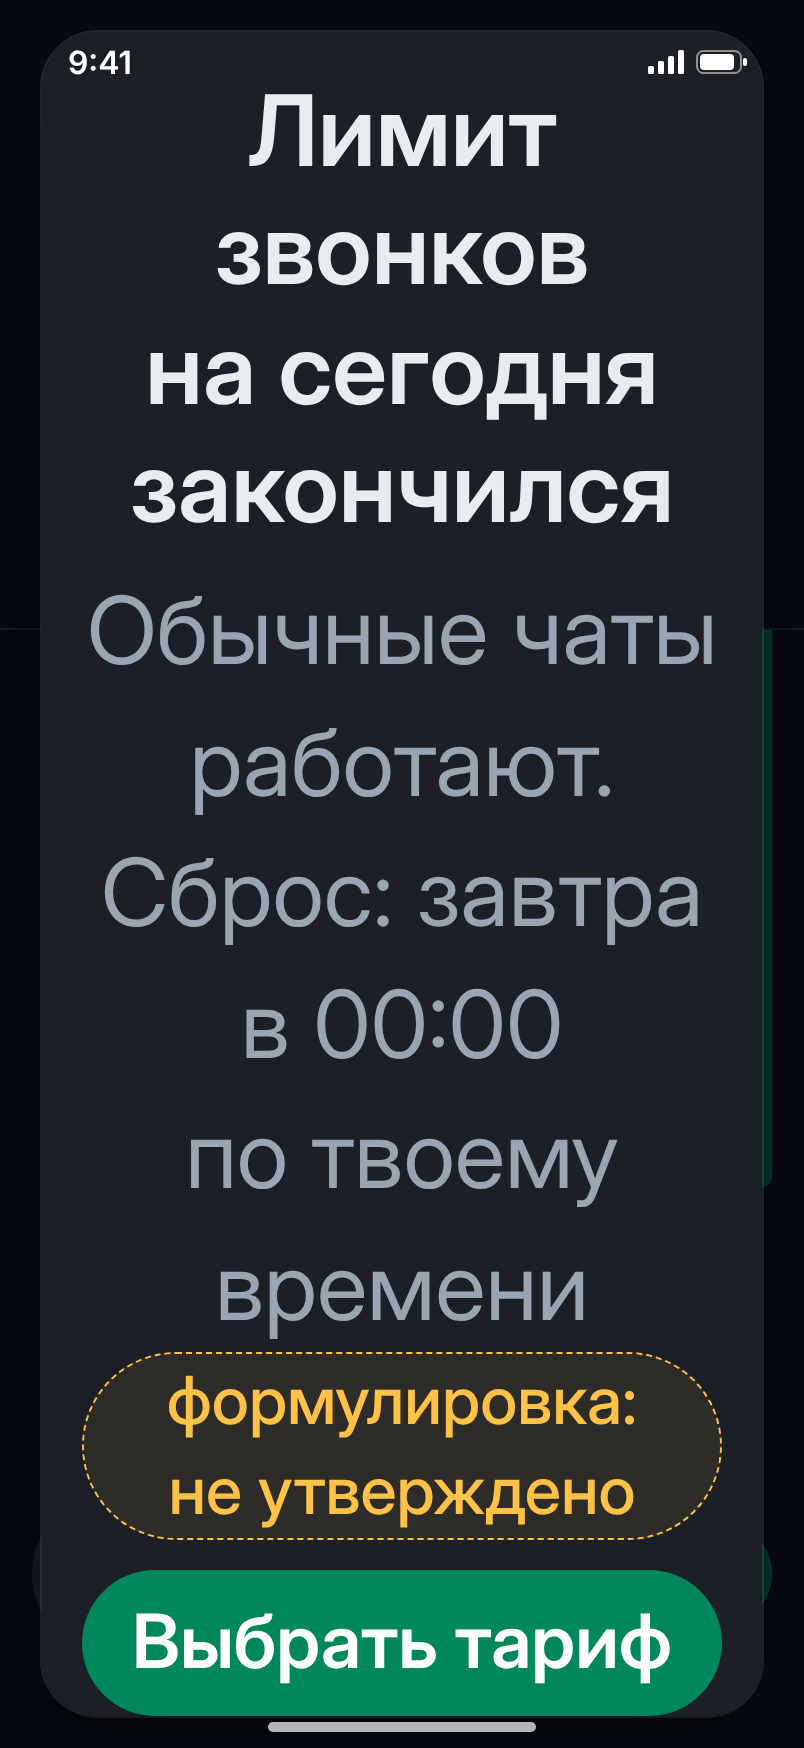 9:41
Лимит
звонков
на сегодня
закончился
Обычные чаты
работают.
Сброс: завтра
в 00:00
по твоему
времени
формулировка:
не утверждено
Выбрать тариф